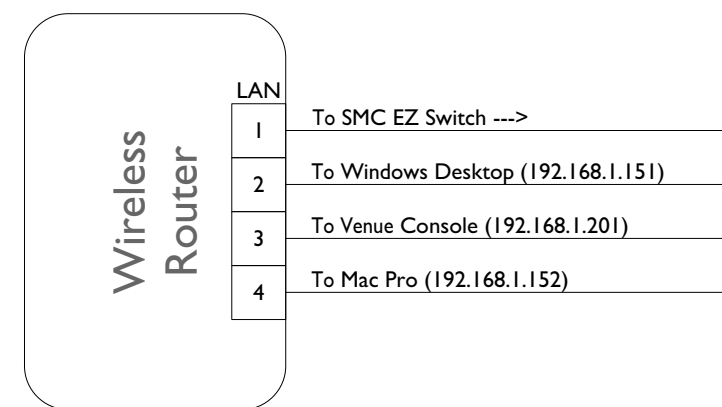 Wireless
Router
LAN
1 To SMC EZ Switch --->
2 To Windows Desktop (192.168.1.151)
3 To Venue Console (192.168.1.201)
4 To Mac Pro (192.168.1.152)